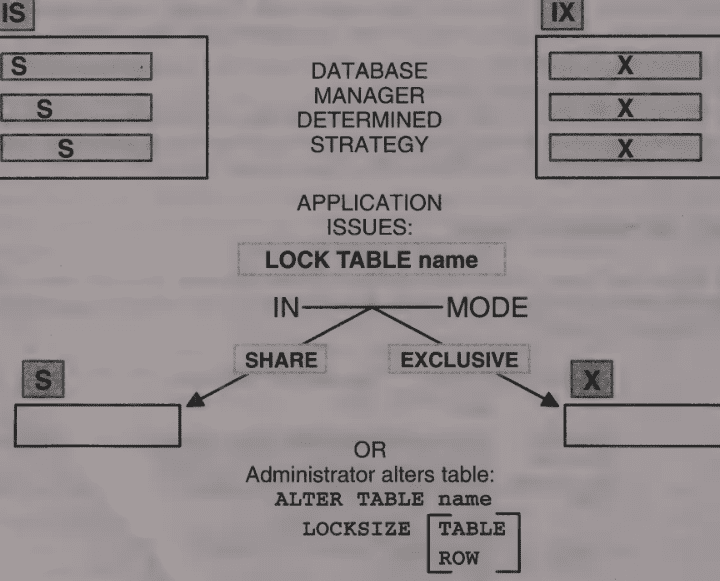 IS
IX
S
S
S
DATABASE
MANAGER
DETERMINED
STRATEGY
X
X
X
APPLICATION
ISSUES:
LOCK TABLE name
IN MODE
SHARE EXCLUSIVE
S
X
OR
Administrator alters table:
ALTER TABLE name
LOCKSIZE TABLE
ROW